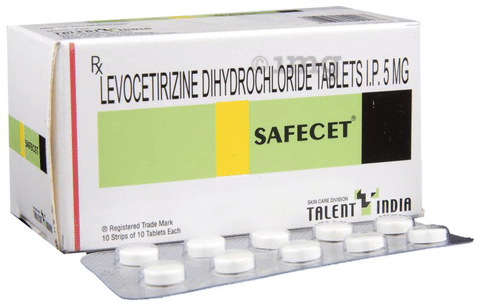 1mg
Rx
LEVOCETIRIZINE DIHYDROCHLORIDE TABLETS I.P. 5 MG
SAFECET®
SKIN CARE DIVISION
TALENT INDIA
® Registered Trade Mark
10 Strips of 10 Tablets Each